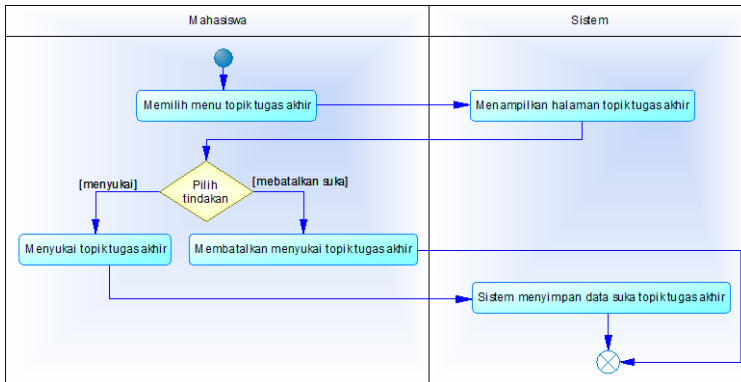 Mahasiswa
Sistem
Memilih menu topik tugas akhir
Menampilkan halaman topik tugas akhir
Pilih
tindakan
[menyukai]
[mebatalkan suka]
Menyukai topik tugas akhir
Membatalkan menyukai topik tugas akhir
Sistem menyimpan data suka topik tugas akhir